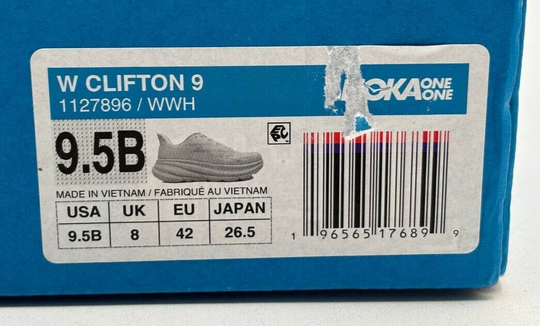 W CLIFTON 9
1127896 / WWH
HOKA ONE ONE
9.5B
MADE IN VIETNAM / FABRIQUÉ AU VIETNAM
USA UK EU JAPAN
9.5B 8 42 26.5
1 96565 17689 9